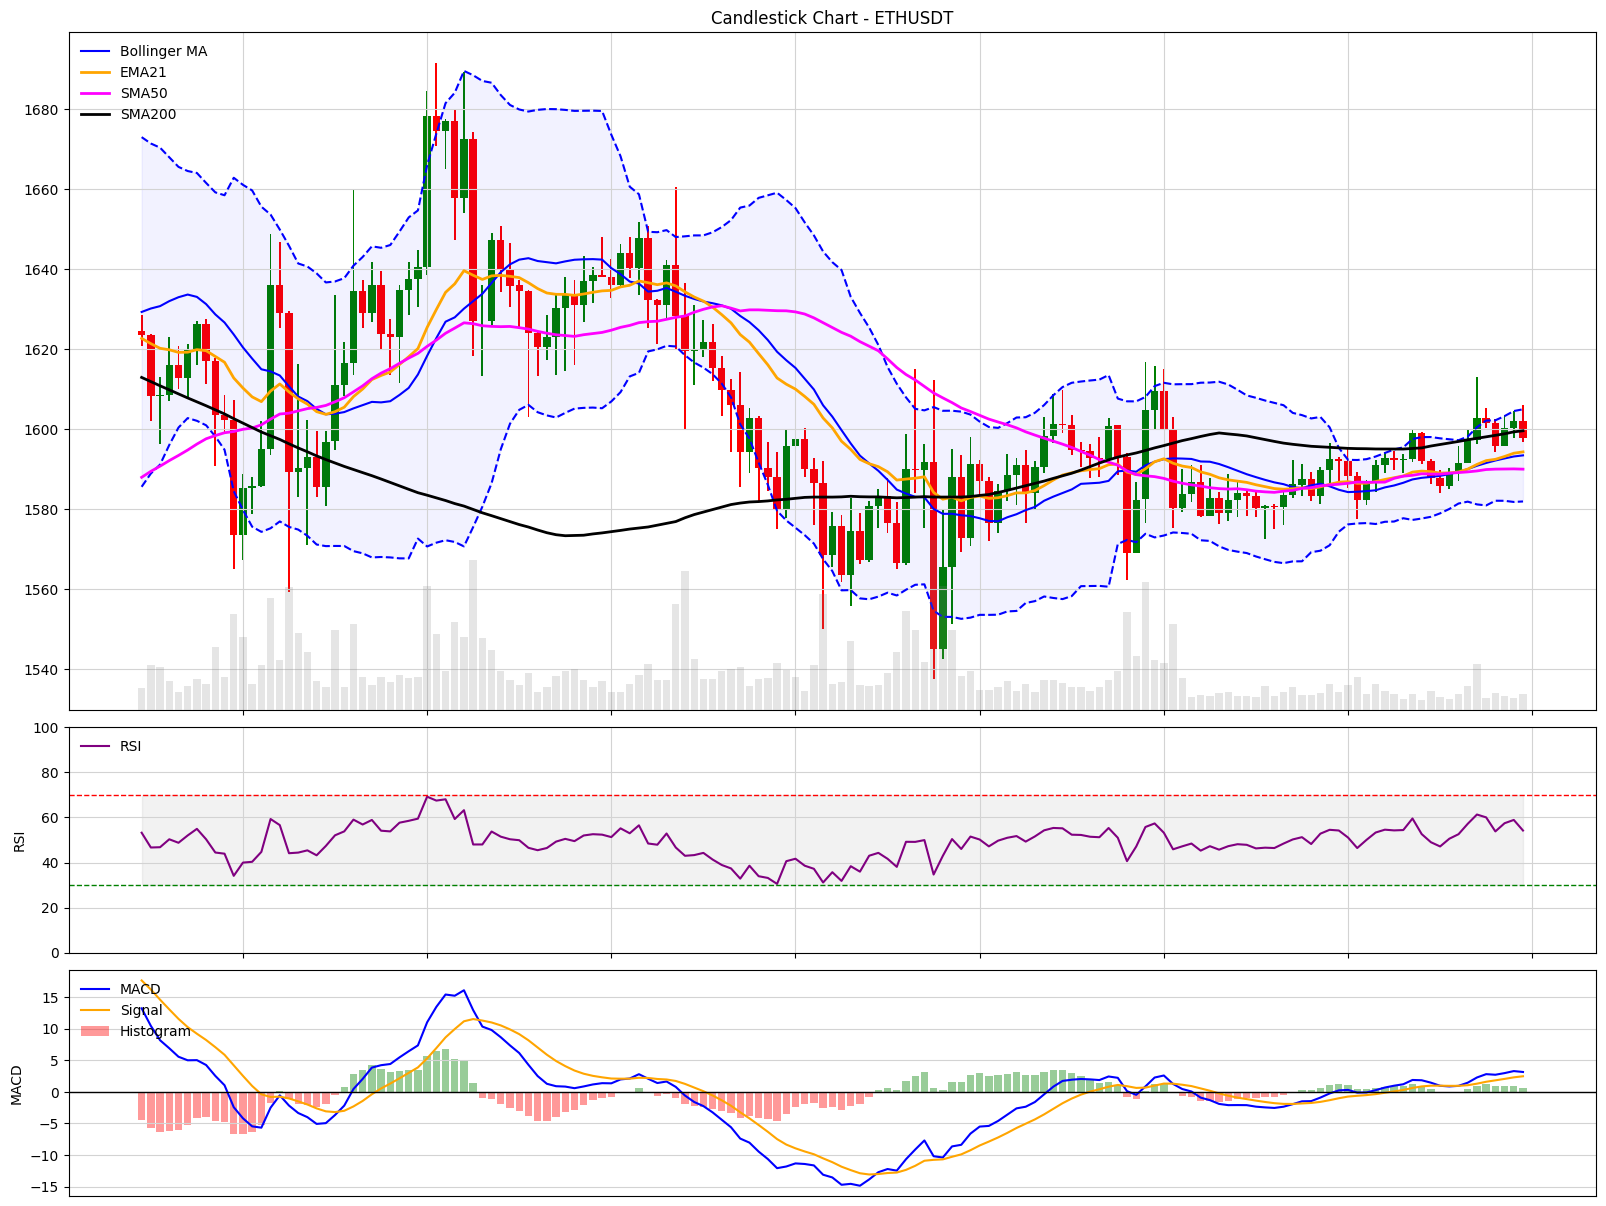 Candlestick Chart - ETHUSDT
Bollinger MA
EMA21
SMA50
SMA200
1680
1660
1640
1620
1600
1580
1560
1540
100
80
60
40
20
0
RSI
RSI
15
10
5
0
−5
−10
−15
MACD
MACD
Signal
Histogram